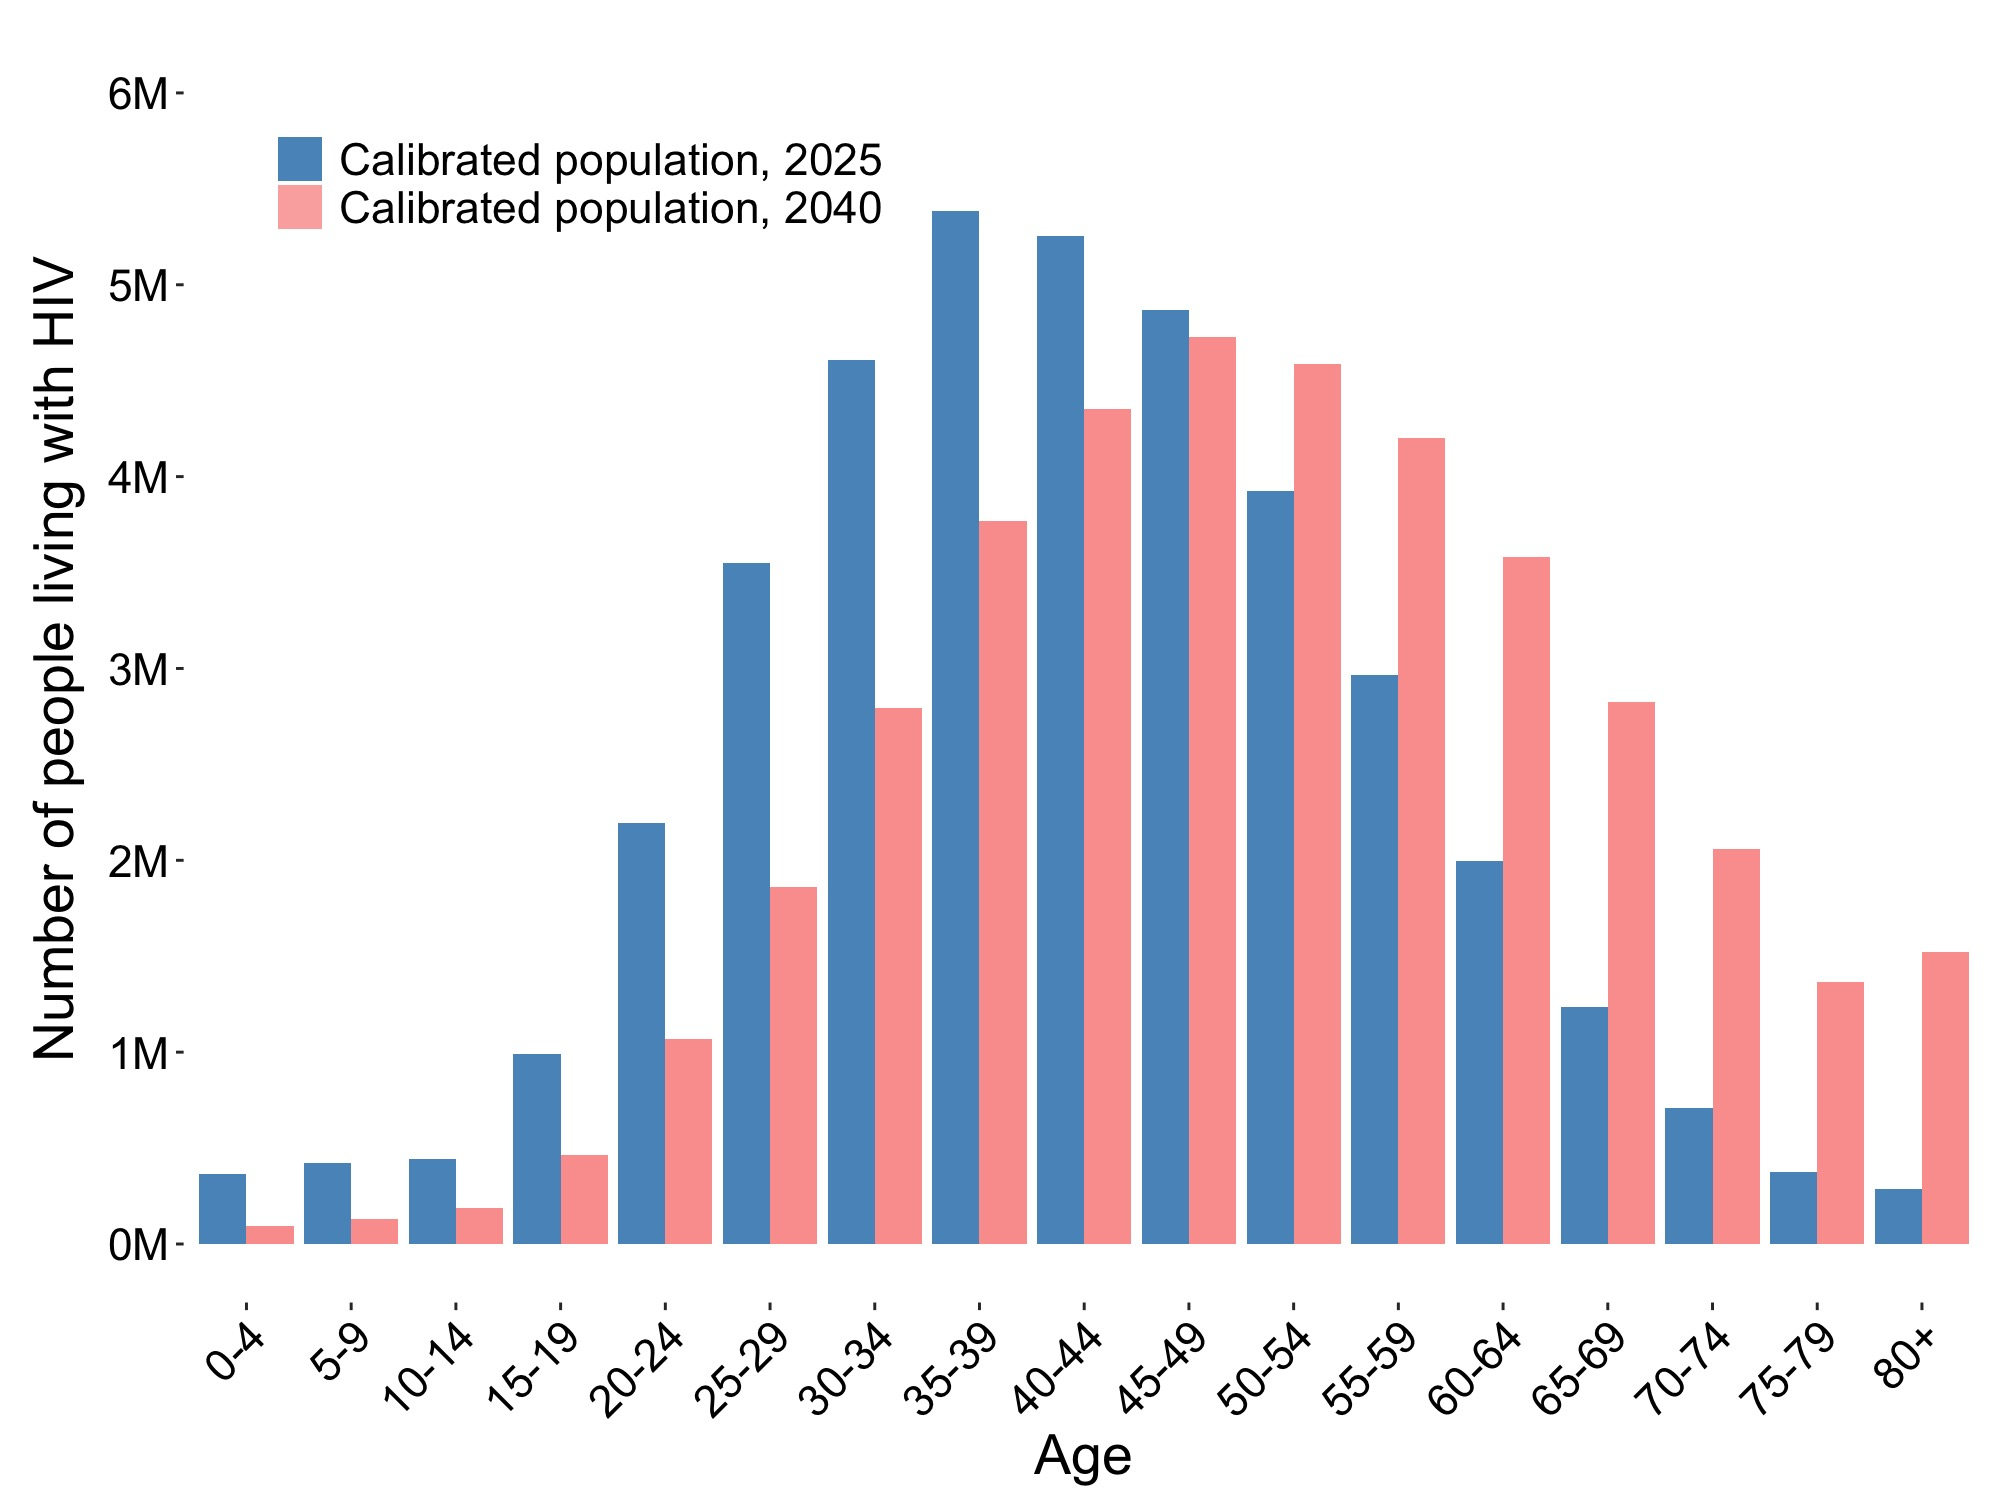 6M
5M
4M
3M
2M
1M
0M
Number of people living with HIV
Calibrated population, 2025
Calibrated population, 2040
0-4
5-9
10-14
15-19
20-24
25-29
30-34
35-39
40-44
45-49
50-54
55-59
60-64
65-69
70-74
75-79
80+
Age